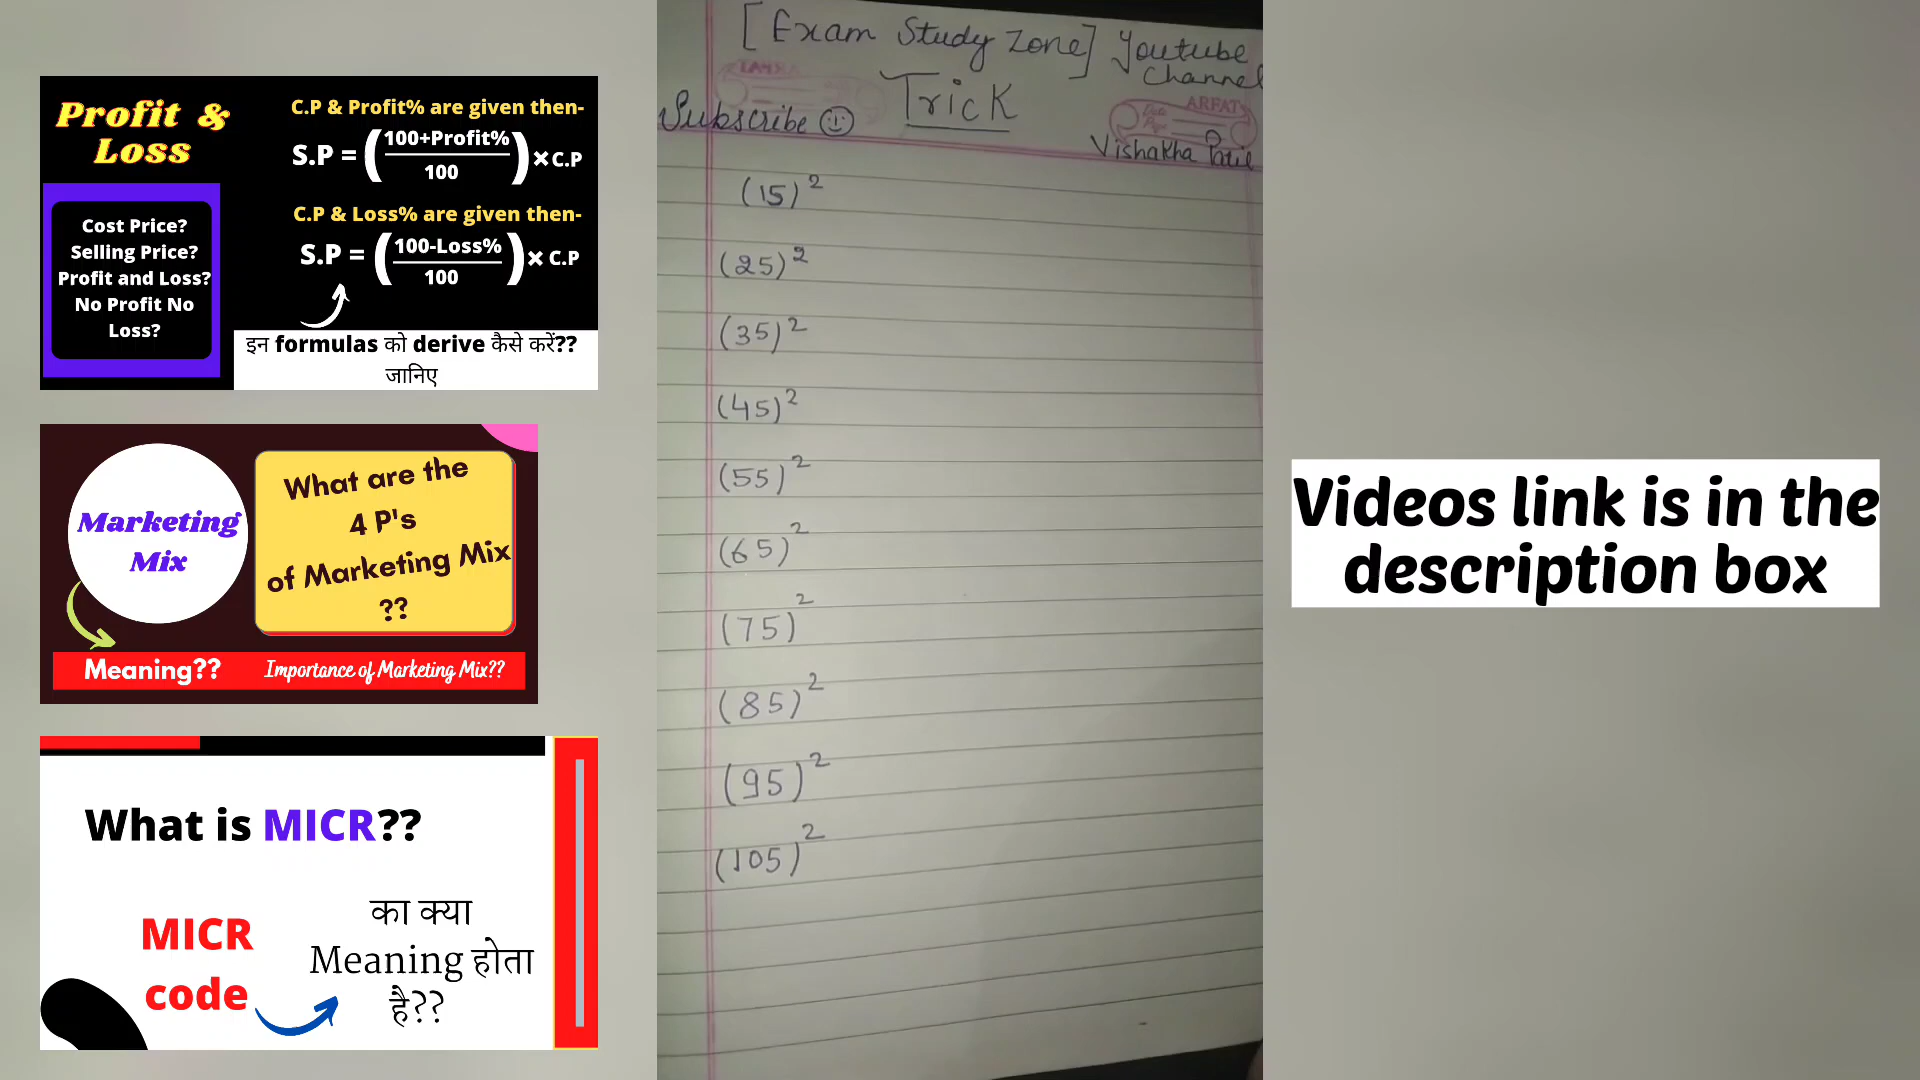 Profit &
Loss
Cost Price?
Selling Price?
Profit and Loss?
No Profit No
Loss?
C.P & Profit% are given then-
S.P = (100+Profit%/100) × C.P
C.P & Loss% are given then-
S.P = (100-Loss%/100) × C.P
इन formulas को derive कैसे करें??
जानिए
Marketing
Mix
What are the
4 P's
of Marketing Mix
??
Meaning??
Importance of Marketing Mix??
What is MICR??
MICR
code
का क्या
Meaning होता
है??
[Exam Study Zone] Youtube
Channel
Trick
Subscribe
ARFAT
Vishakha Patil
(15)²
(25)²
(35)²
(45)²
(55)²
(65)²
(75)²
(85)²
(95)²
(105)²
Videos link is in the
description box